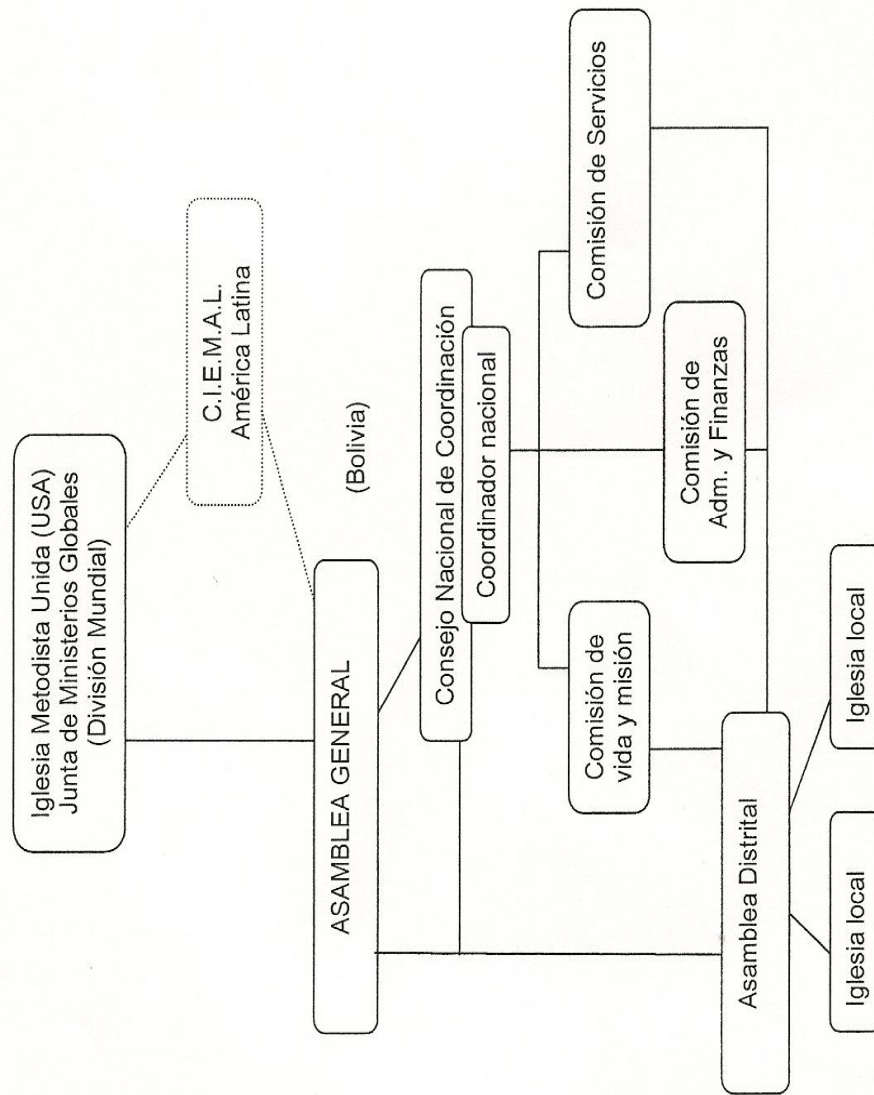 Iglesia Metodista Unida (USA)
Junta de Ministerios Globales
(División Mundial)
C.I.E.M.A.L.
América Latina
ASAMBLEA GENERAL
(Bolivia)
Consejo Nacional de Coordinación
Coordinador nacional
Comisión de
vida y misión
Comisión de
Adm. y Finanzas
Comisión de Servicios
Asamblea Distrital
Iglesia local
Iglesia local